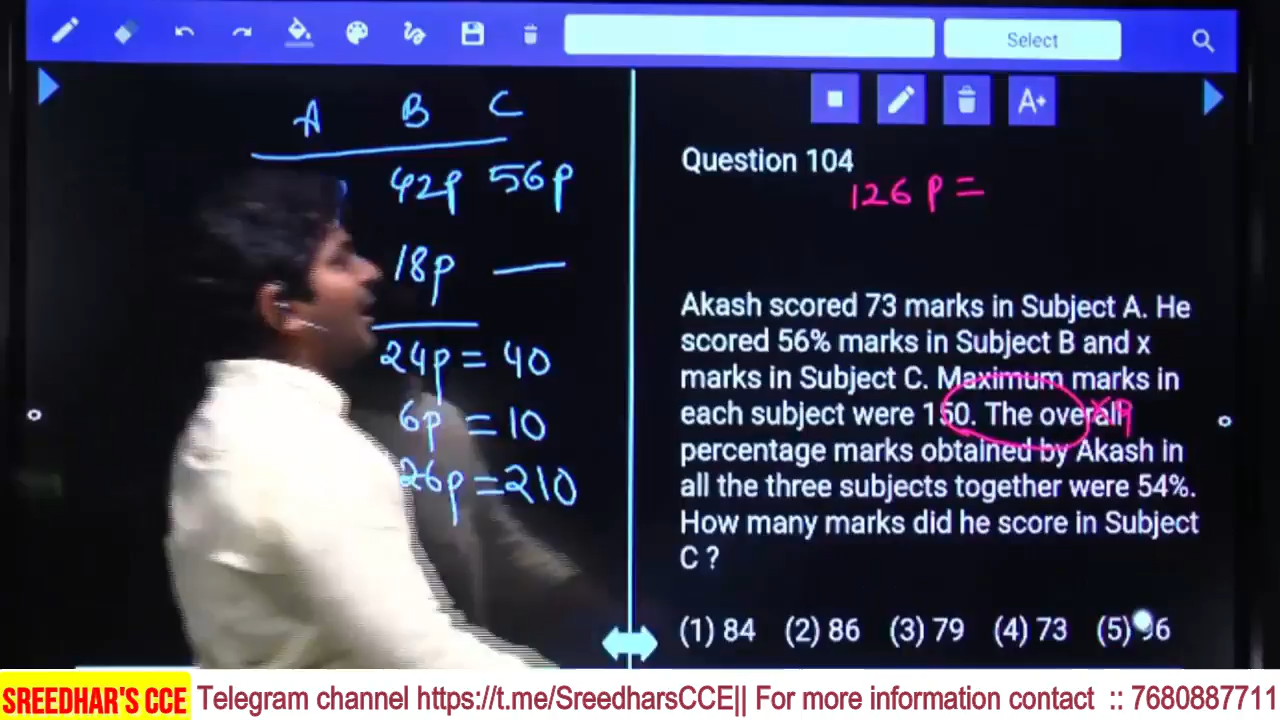 Select
A+
A B C
42p 56p
18p —
24p = 40
6p = 10
26p = 210
Question 104
126p =
Akash scored 73 marks in Subject A. He
scored 56% marks in Subject B and x
marks in Subject C. Maximum marks in
each subject were 150. The overall
percentage marks obtained by Akash in
all the three subjects together were 54%.
How many marks did he score in Subject
C ?
(1) 84 (2) 86 (3) 79 (4) 73 (5) 96
SREEDHAR'S CCE Telegram channel https://t.me/SreedharsCCE|| For more information contact :: 7680887711